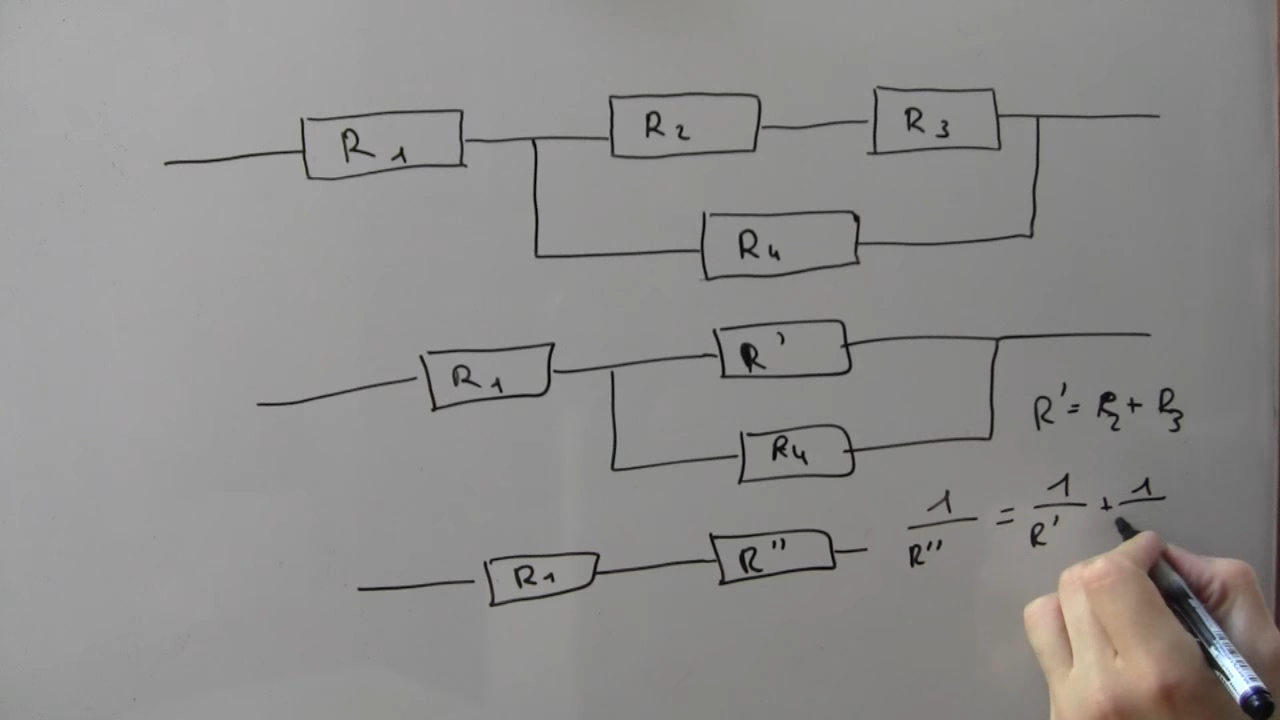 R1 R2 R3
R4
R1 R'
R4
R' = R2 + R3
R1 R''
1/R'' = 1/R' + 1/